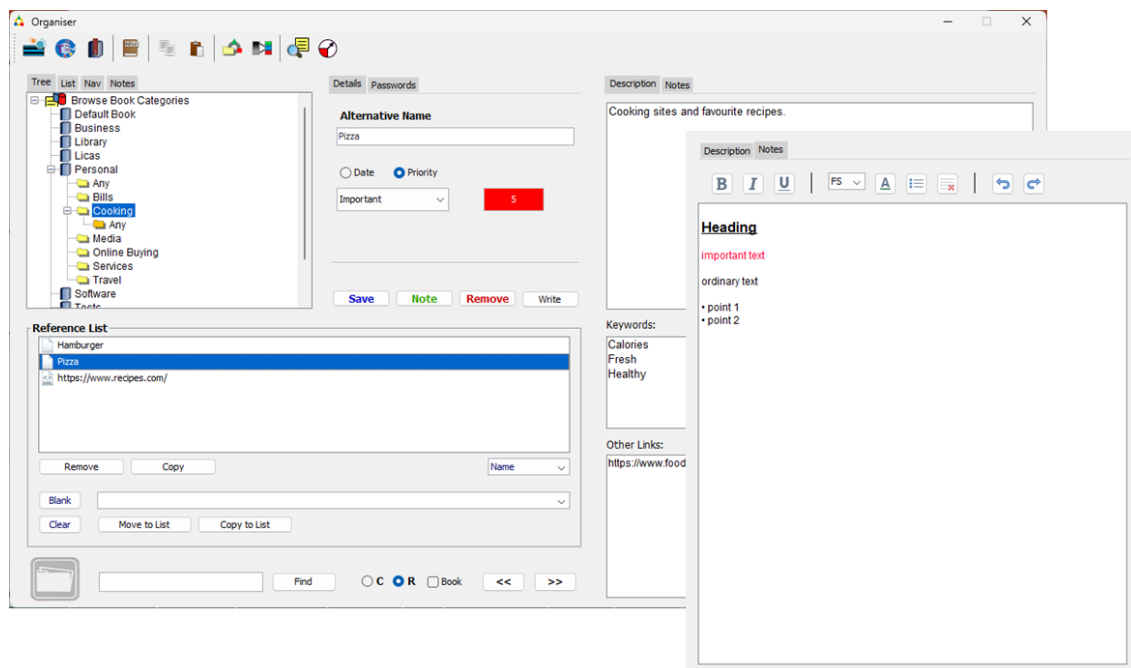 Organiser
Tree List Nav Notes
Browse Book Categories
Default Book
Business
Library
Licas
Personal
Any
Bills
Cooking
Any
Media
Online Buying
Services
Travel
Software
Tests
Details Passwords
Alternative Name
Pizza
Date Priority
Important 5
Save Note Remove Write
Description Notes
Cooking sites and favourite recipes.
Keywords:
Calories
Fresh
Healthy
Other Links:
https://www.food
Reference List
Hamburger
Pizza
https://www.recipes.com/
Remove Copy Name
Blank
Clear Move to List Copy to List
Find C R Book << >>
Description Notes
B I U FS A
Heading
important text
ordinary text
• point 1
• point 2